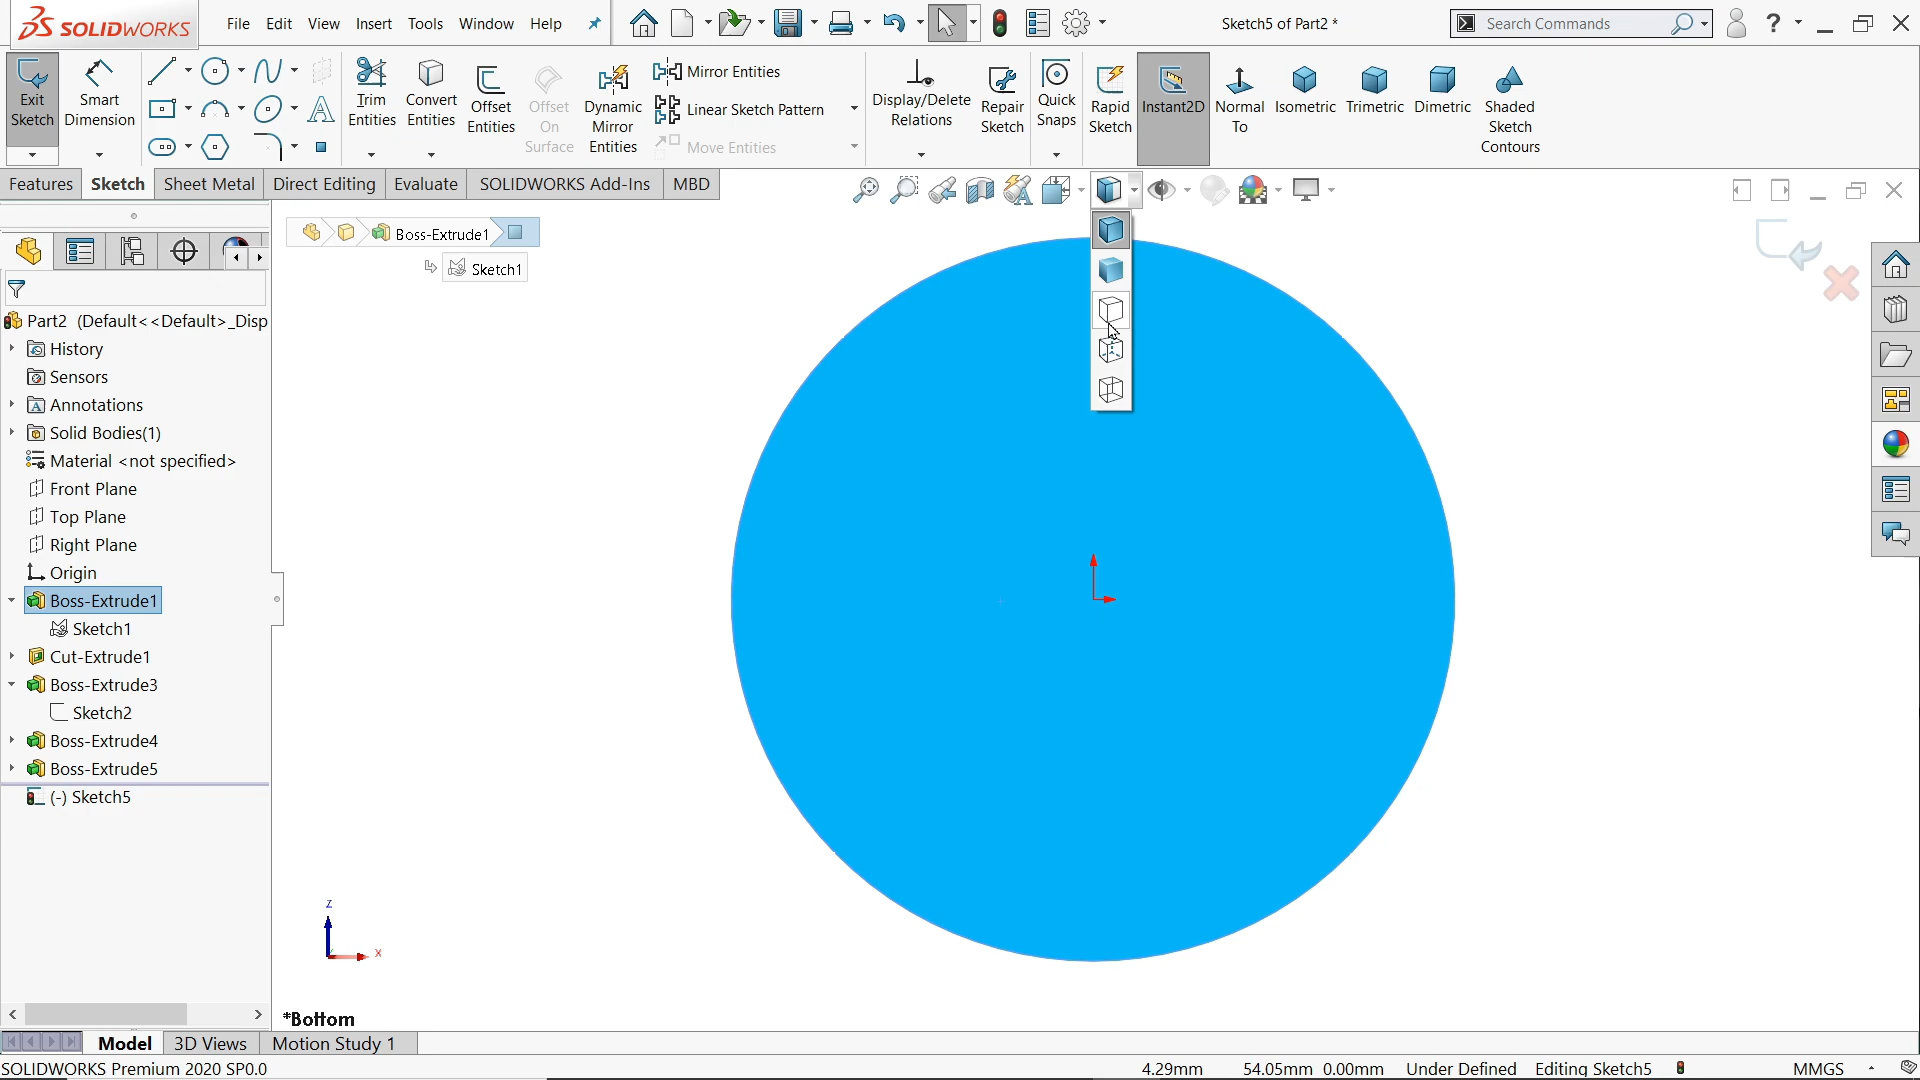 SOLIDWORKS
File Edit View Insert Tools Window Help
Sketch5 of Part2 *
Search Commands
Exit Sketch
Smart Dimension
Trim Entities
Convert Entities
Offset Entities
Offset On Surface
Dynamic Mirror Entities
Mirror Entities
Linear Sketch Pattern
Move Entities
Display/Delete Relations
Repair Sketch
Quick Snaps
Rapid Sketch
Instant2D
Normal To
Isometric
Trimetric
Dimetric
Shaded Sketch Contours
Features Sketch Sheet Metal Direct Editing Evaluate SOLIDWORKS Add-Ins MBD
Boss-Extrude1
Sketch1
Part2 (Default<<Default>_Disp
History
Sensors
Annotations
Solid Bodies(1)
Material <not specified>
Front Plane
Top Plane
Right Plane
Origin
Boss-Extrude1
Sketch1
Cut-Extrude1
Boss-Extrude3
Sketch2
Boss-Extrude4
Boss-Extrude5
(-) Sketch5
z
x
*Bottom
Model 3D Views Motion Study 1
SOLIDWORKS Premium 2020 SP0.0
4.29mm 54.05mm 0.00mm Under Defined Editing Sketch5 MMGS